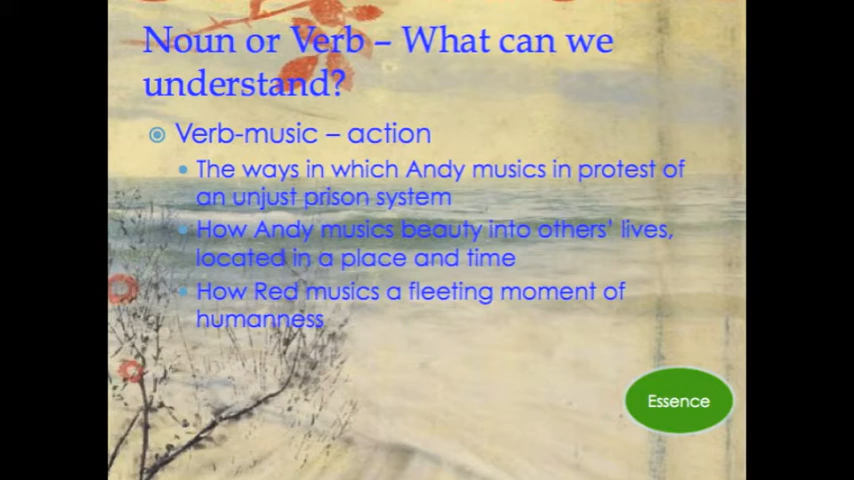 Noun or Verb – What can we
understand?
Verb-music – action
The ways in which Andy musics in protest of
an unjust prison system
How Andy musics beauty into others' lives,
located in a place and time
How Red musics a fleeting moment of
humanness
Essence